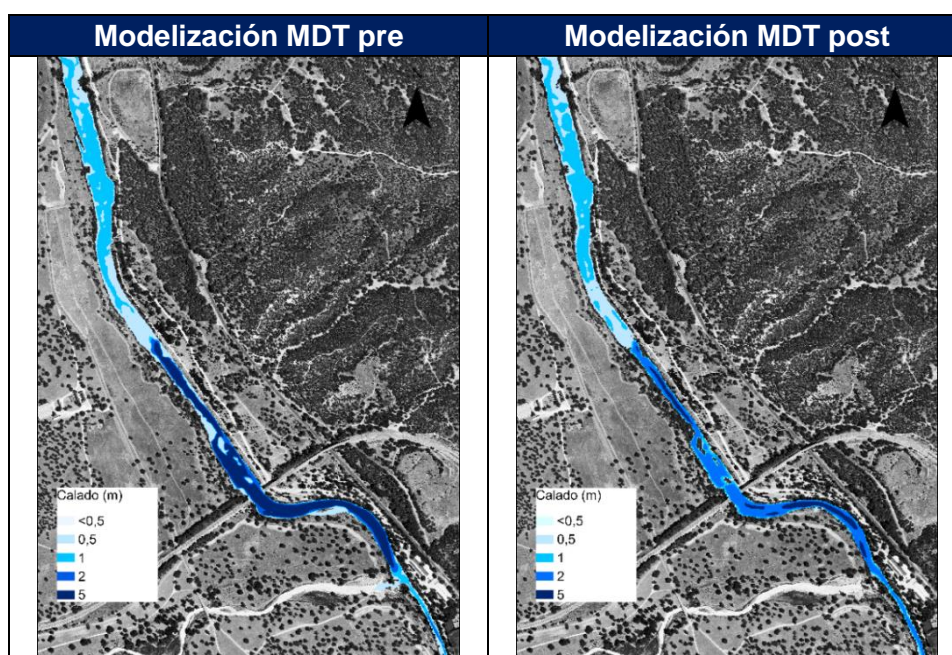 Modelización MDT pre
Modelización MDT post
Calado (m)
<0,5
0,5
1
2
5
Calado (m)
<0,5
0,5
1
2
5